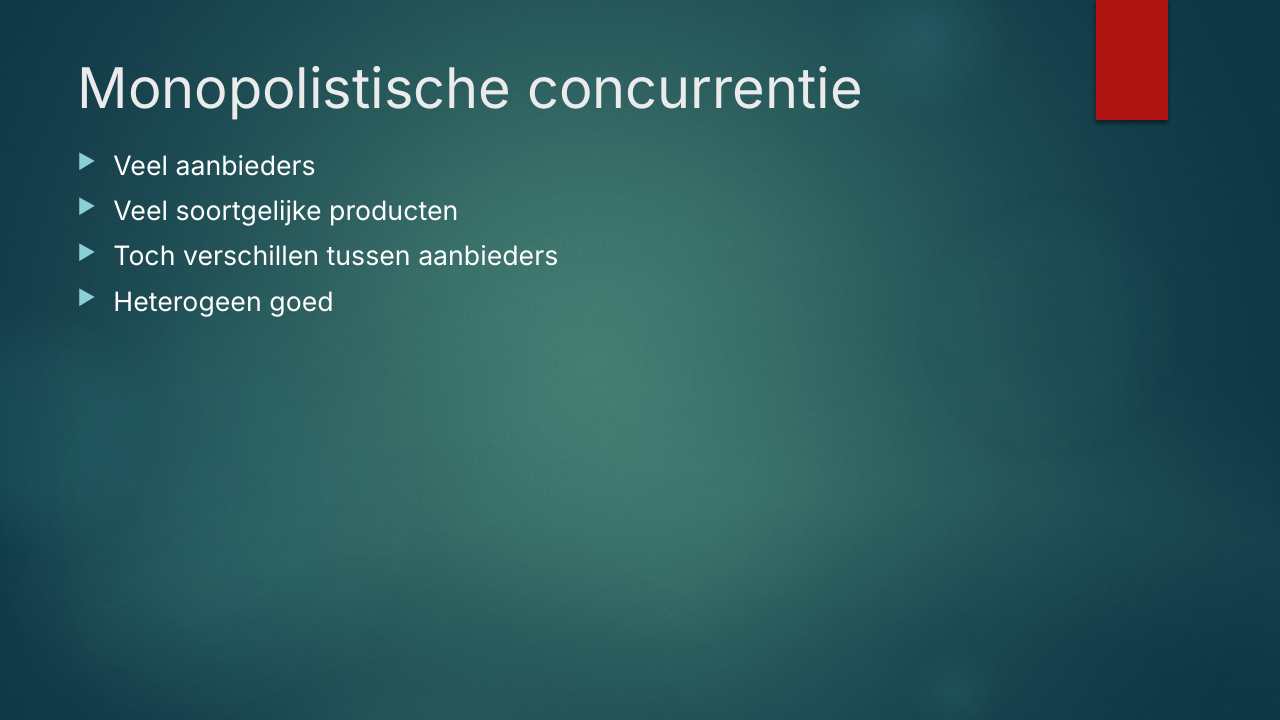 Monopolistische concurrentie
Veel aanbieders
Veel soortgelijke producten
Toch verschillen tussen aanbieders
Heterogeen goed